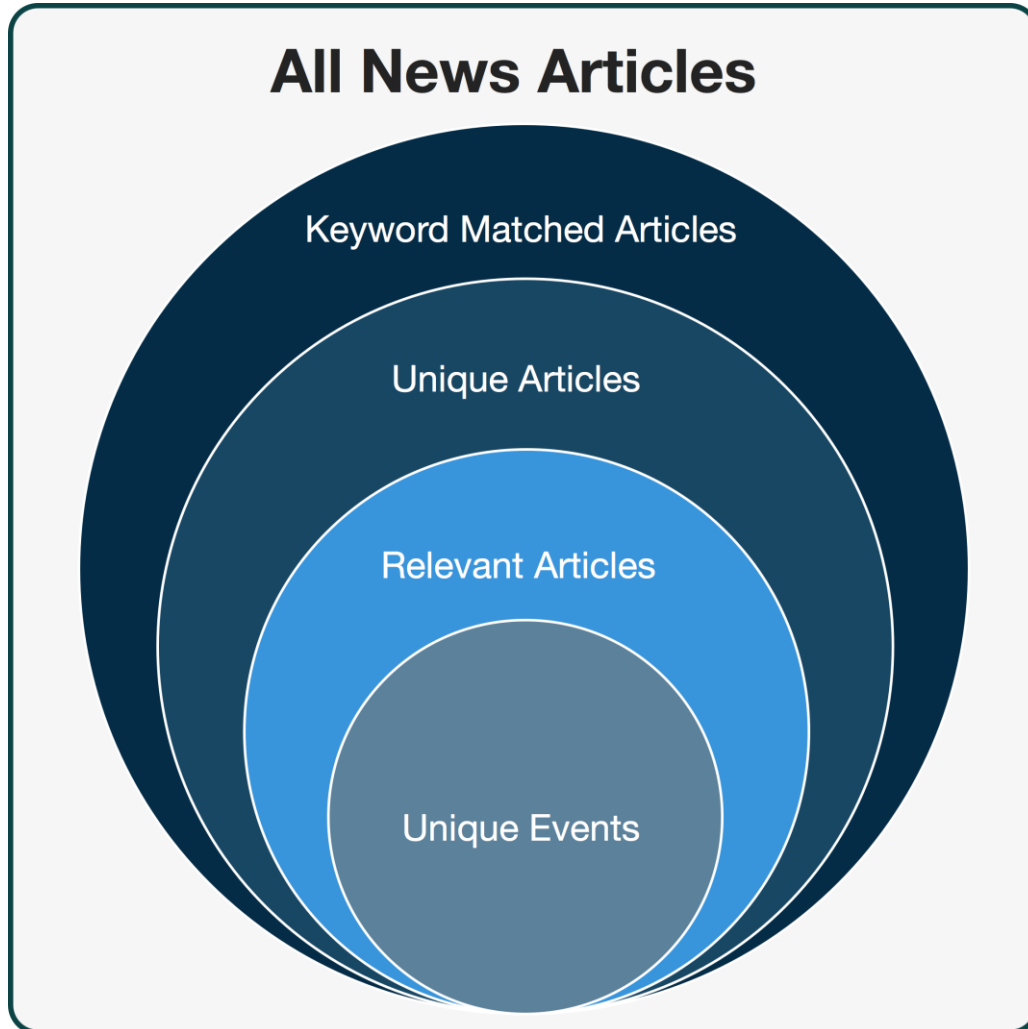 All News Articles
Keyword Matched Articles
Unique Articles
Relevant Articles
Unique Events